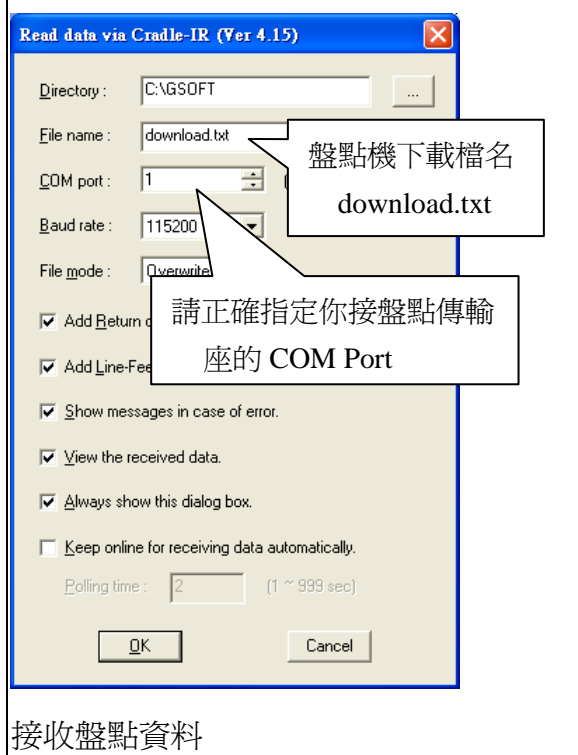 Read data via Cradle-IR (Ver 4.15)
Directory : C:\GSOFT ...
File name : download.txt
盤點機下載檔名
download.txt
COM port : 1
Baud rate : 115200
File mode : Overwrite
請正確指定你接盤點傳輸
座的 COM Port
Add Return
Add Line-Fee
Show messages in case of error.
View the received data.
Always show this dialog box.
Keep online for receiving data automatically.
Polling time : 2 (1 ~ 999 sec)
OK Cancel
接收盤點資料